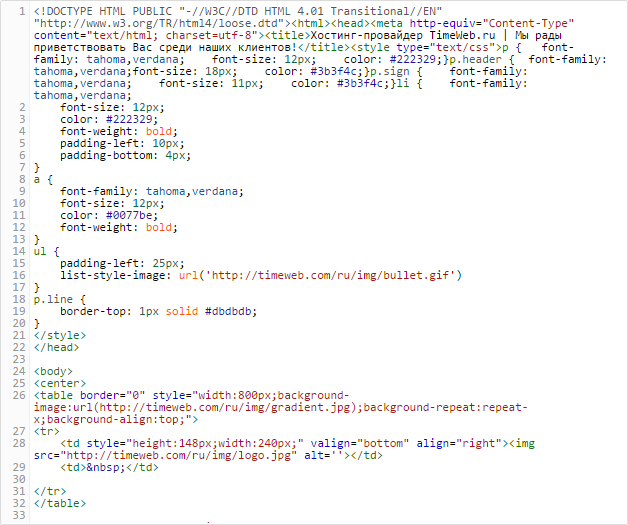 1 <!DOCTYPE HTML PUBLIC "-//W3C//DTD HTML 4.01 Transitional//EN"
"http://www.w3.org/TR/html4/loose.dtd"><html><head><meta http-equiv="Content-Type"
content="text/html; charset=utf-8"><title>Хостинг-провайдер TimeWeb.ru | Мы рады
приветствовать Вас среди наших клиентов!</title><style type="text/css">p {   font-
family: tahoma,verdana;    font-size: 12px;    color: #222329;}p.header {  font-family:
tahoma,verdana;font-size: 18px;    color: #3b3f4c;}p.sign {    font-family:
tahoma,verdana;    font-size: 11px;    color: #3b3f4c;}li {    font-family:
tahoma,verdana;
2     font-size: 12px;
3     color: #222329;
4     font-weight: bold;
5     padding-left: 10px;
6     padding-bottom: 4px;
7 }
8 a {
9     font-family: tahoma,verdana;
10     font-size: 12px;
11     color: #0077be;
12     font-weight: bold;
13 }
14 ul {
15     padding-left: 25px;
16     list-style-image: url('http://timeweb.com/ru/img/bullet.gif')
17 }
18 p.line {
19     border-top: 1px solid #dbdbdb;
20 }
21 </style>
22 </head>
23
24 <body>
25 <center>
26 <table border="0" style="width:800px;background-
image:url(http://timeweb.com/ru/img/gradient.jpg);background-repeat:repeat-
x;background-align:top;">
27 <tr>
28     <td style="height:148px;width:240px;" valign="bottom" align="right"><img
src="http://timeweb.com/ru/img/logo.jpg" alt=''></td>
29     <td>&nbsp;</td>
30
31 </tr>
32 </table>
33